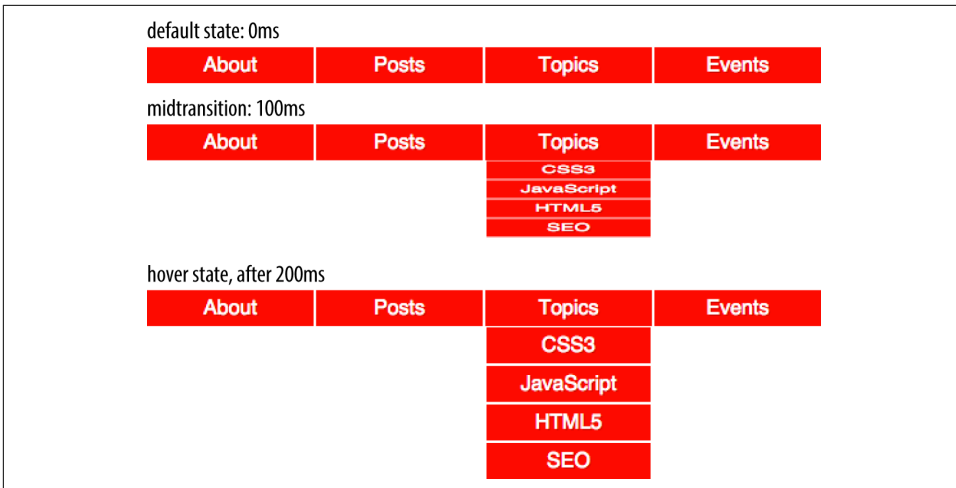 default state: 0ms
About Posts Topics Events
midtransition: 100ms
About Posts Topics Events
CSS3
JavaScript
HTML5
SEO
hover state, after 200ms
About Posts Topics Events
CSS3
JavaScript
HTML5
SEO